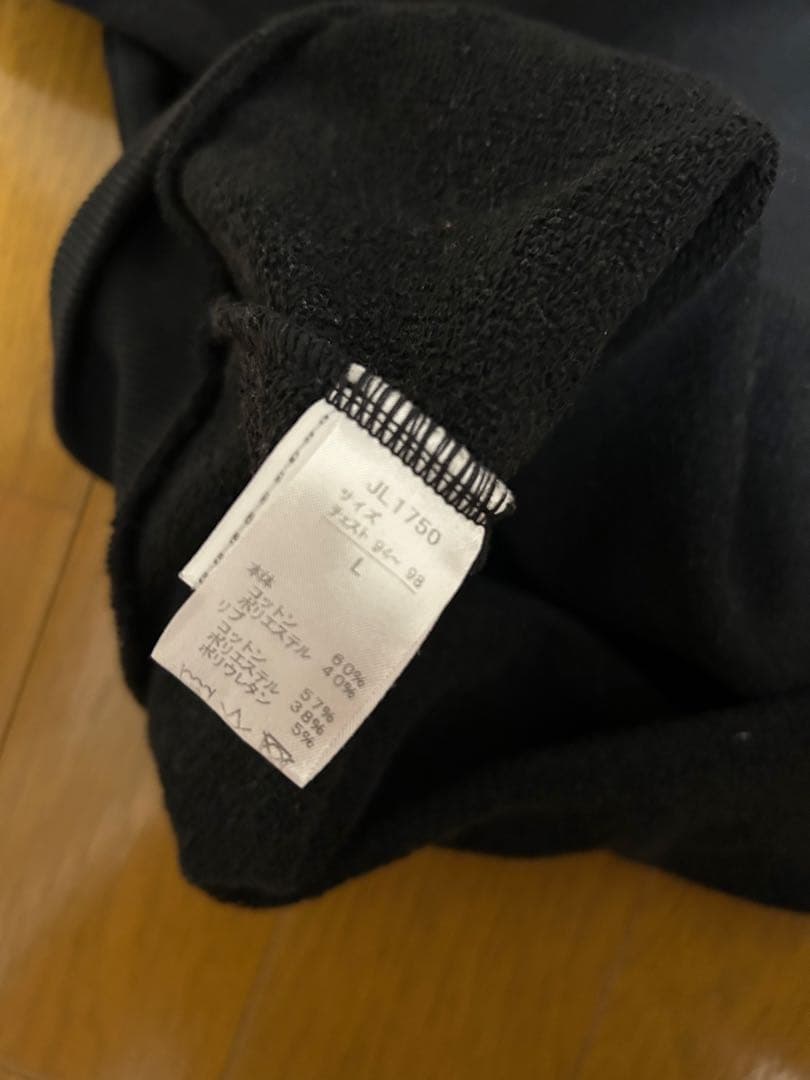 JL1750
サイズ
チェスト 94~ 98
L
本体
コットン 60%
ポリエステル 40%
リブ
コットン 57%
ポリエステル 38%
ポリウレタン 5%